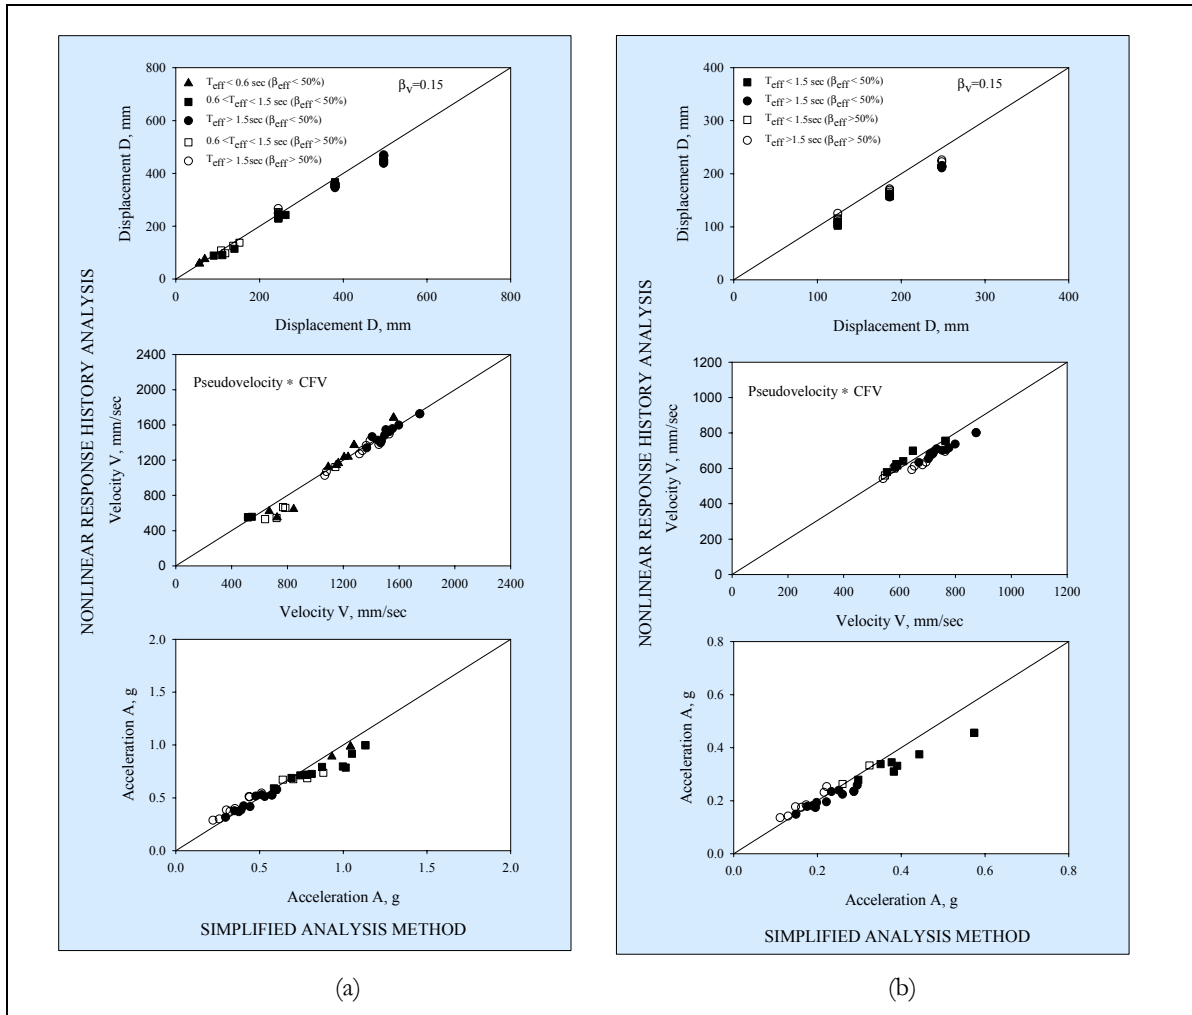 NONLINEAR RESPONSE HISTORY ANALYSIS
Displacement D, mm
800
600
400
200
0
T_eff < 0.6 sec (β_eff < 50%)
0.6 <T_eff < 1.5 sec (β_eff < 50%)
T_eff > 1.5sec (β_eff < 50%)
0.6 <T_eff < 1.5 sec (β_eff > 50%)
T_eff > 1.5sec (β_eff > 50%)
β_v=0.15
0 200 400 600 800
Displacement D, mm
Velocity V, mm/sec
2400
2000
1600
1200
800
400
0
Pseudovelocity * CFV
0 400 800 1200 1600 2000 2400
Velocity V, mm/sec
Acceleration A, g
2.0
1.5
1.0
0.5
0.0
0.0 0.5 1.0 1.5 2.0
Acceleration A, g
SIMPLIFIED ANALYSIS METHOD
(a)
NONLINEAR RESPONSE HISTORY ANALYSIS
Displacement D, mm
400
300
200
100
0
T_eff < 1.5 sec (β_eff < 50%)
T_eff > 1.5 sec (β_eff < 50%)
T_eff < 1.5sec (β_eff >50%)
T_eff >1.5 sec (β_eff > 50%)
β_v=0.15
0 100 200 300 400
Displacement D, mm
Velocity V, mm/sec
1200
1000
800
600
400
200
0
Pseudovelocity * CFV
0 200 400 600 800 1000 1200
Velocity V, mm/sec
Acceleration A, g
0.8
0.6
0.4
0.2
0.0
0.0 0.2 0.4 0.6 0.8
Acceleration A, g
SIMPLIFIED ANALYSIS METHOD
(b)